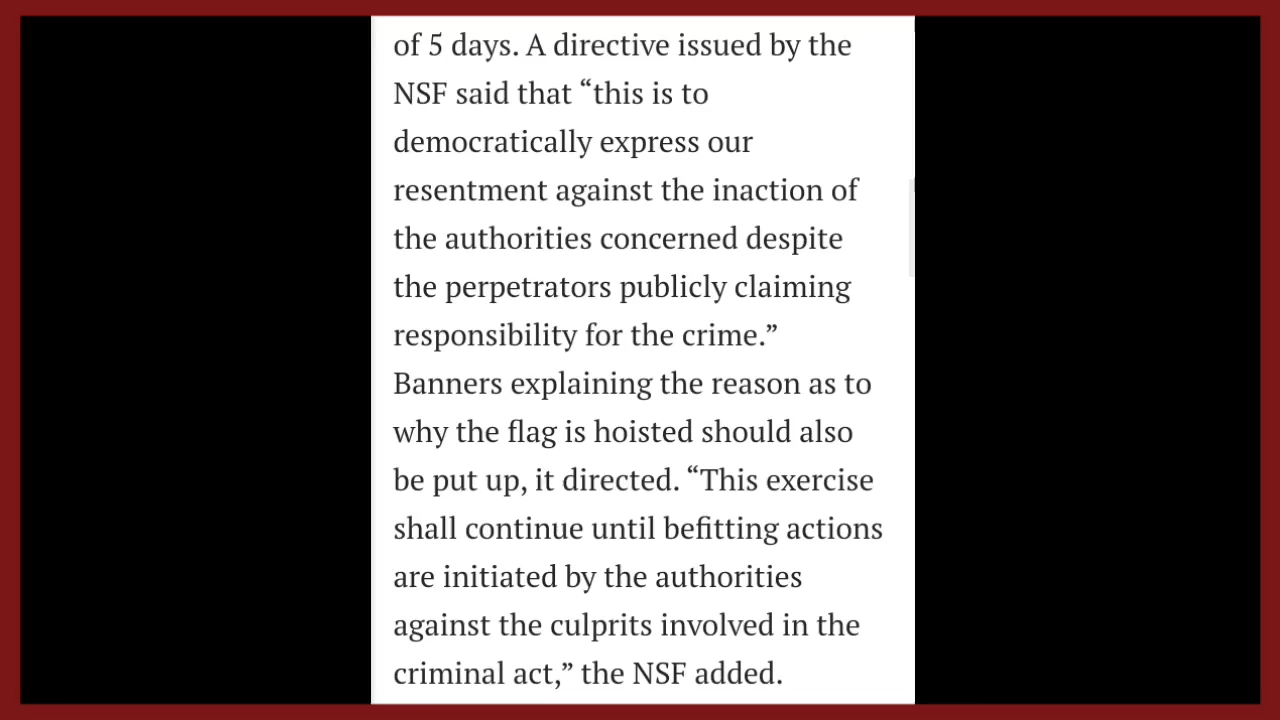 of 5 days. A directive issued by the
NSF said that “this is to
democratically express our
resentment against the inaction of
the authorities concerned despite
the perpetrators publicly claiming
responsibility for the crime.”
Banners explaining the reason as to
why the flag is hoisted should also
be put up, it directed. “This exercise
shall continue until befitting actions
are initiated by the authorities
against the culprits involved in the
criminal act,” the NSF added.